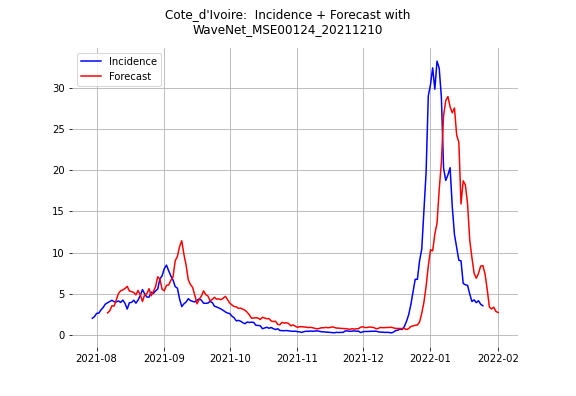 Cote_d'Ivoire:  Incidence + Forecast with
WaveNet_MSE00124_20211210
Incidence
Forecast
30
25
20
15
10
5
0
2021-08 2021-09 2021-10 2021-11 2021-12 2022-01 2022-02